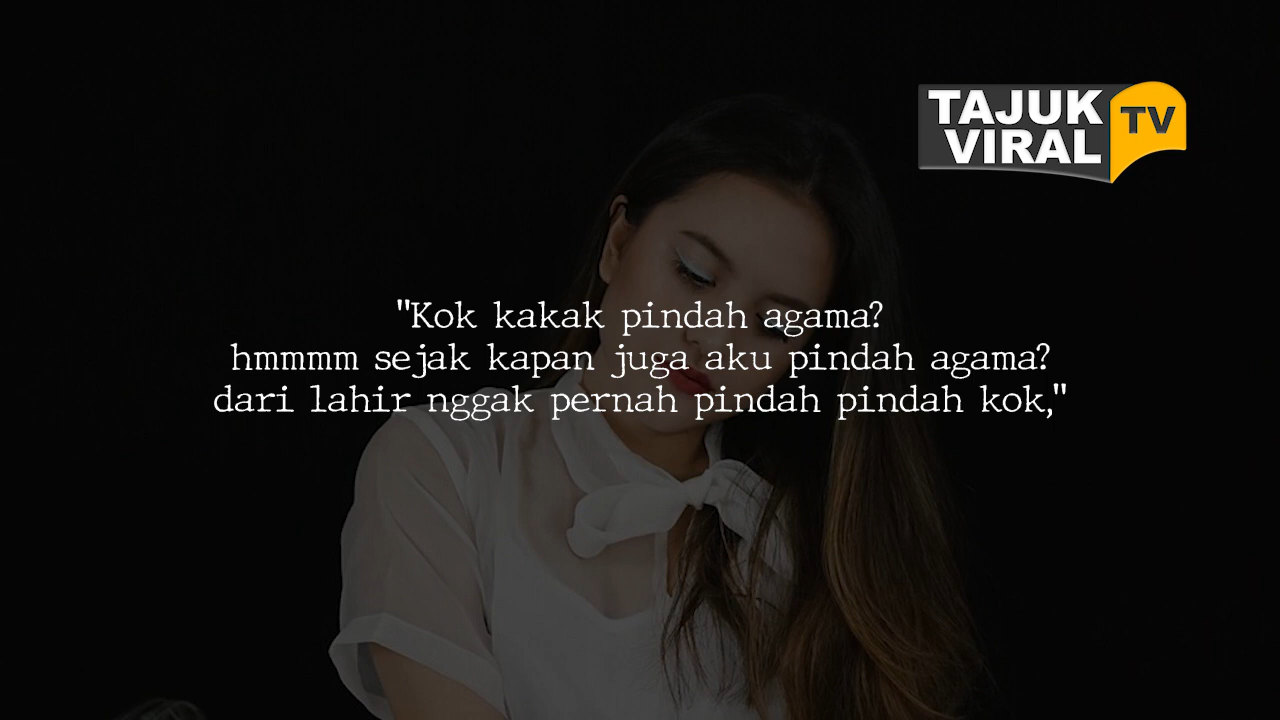 TAJUK
VIRAL
TV
"Kok kakak pindah agama?
hmmmm sejak kapan juga aku pindah agama?
dari lahir nggak pernah pindah pindah kok,"